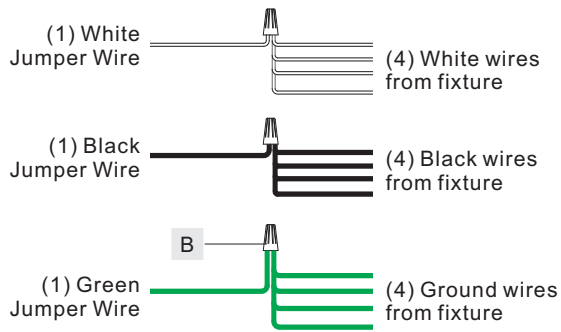 (1) White
Jumper Wire
(4) White wires
from fixture
(1) Black
Jumper Wire
(4) Black wires
from fixture
B
(1) Green
Jumper Wire
(4) Ground wires
from fixture